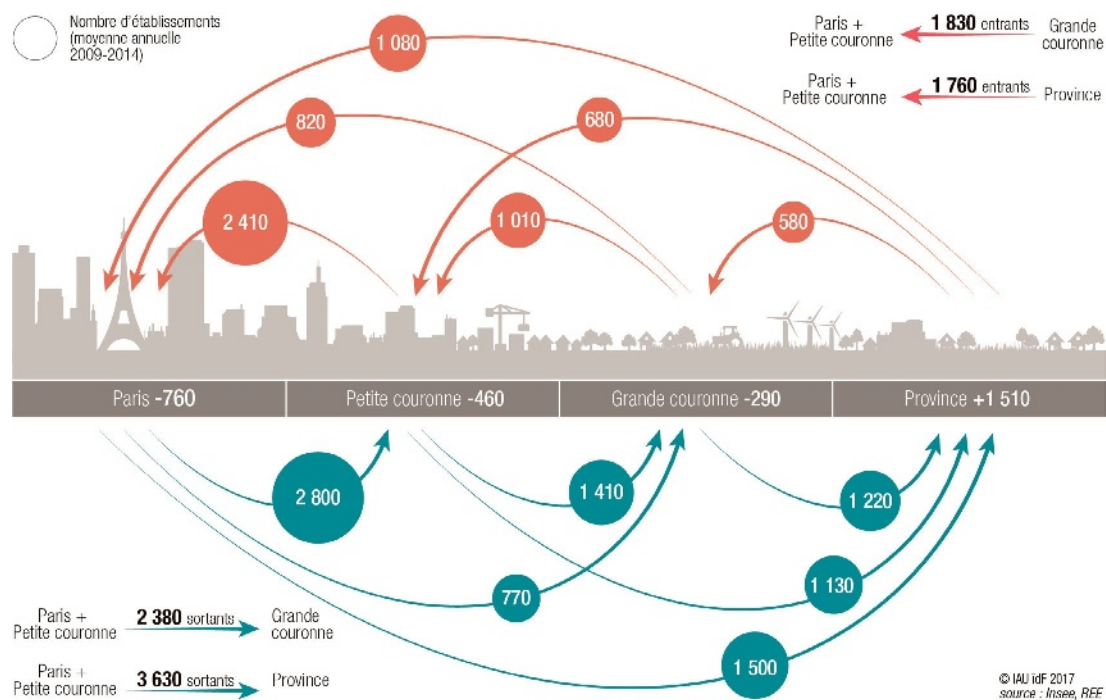 Nombre d'établissements
(moyenne annuelle
2009-2014)
Paris +
Petite couronne
1 830 entrants
Grande
couronne
Paris +
Petite couronne
1 760 entrants
Province
1 080
820
680
2 410
1 010
580
Paris -760
Petite couronne -460
Grande couronne -290
Province +1 510
2 800
1 410
1 220
770
1 130
1 500
Paris +
Petite couronne
2 380 sortants
Grande
couronne
Paris +
Petite couronne
3 630 sortants
Province
© IAU îdF 2017
source : Insee, REE